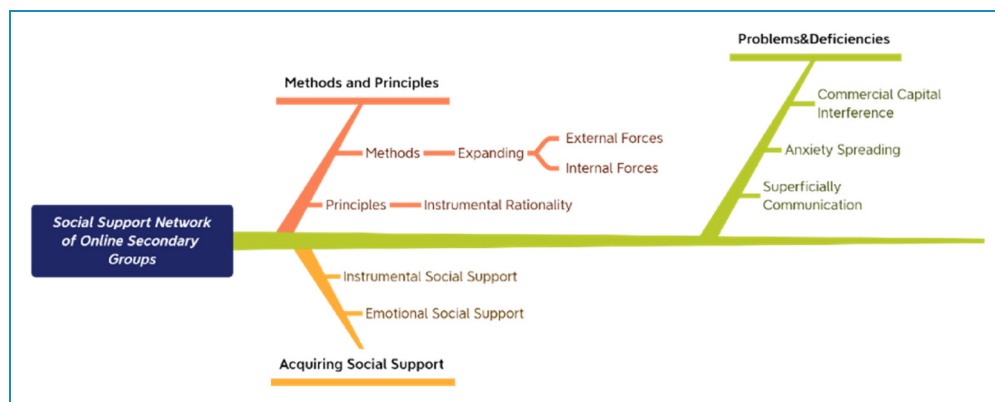 Problems&Deficiencies
Commercial Capital
Interference
Anxiety Spreading
Superficially
Communication
Methods and Principles
Methods
Expanding
External Forces
Internal Forces
Principles
Instrumental Rationality
Social Support Network
of Online Secondary
Groups
Instrumental Social Support
Emotional Social Support
Acquiring Social Support